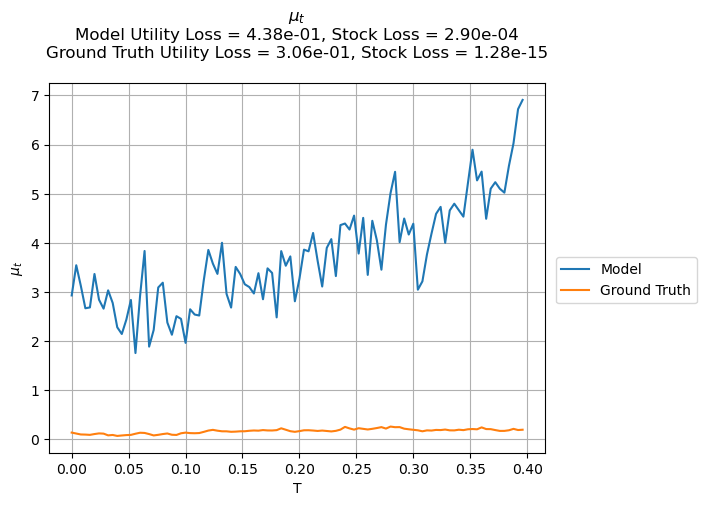 μt
Model Utility Loss = 4.38e-01, Stock Loss = 2.90e-04
Ground Truth Utility Loss = 3.06e-01, Stock Loss = 1.28e-15
7
6
5
4
3
2
1
0
μt
0.00 0.05 0.10 0.15 0.20 0.25 0.30 0.35 0.40
T
Model
Ground Truth